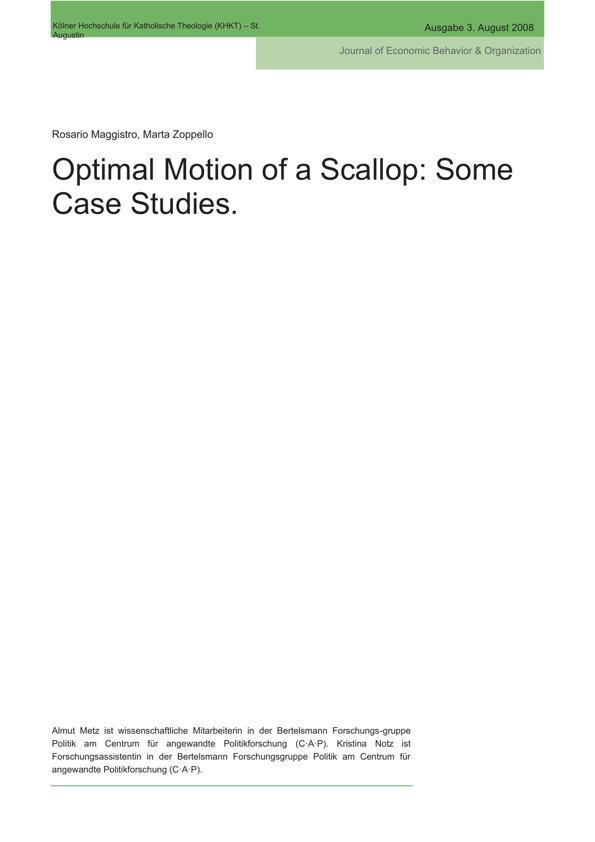 Kölner Hochschule für Katholische Theologie (KHKT) – St.
Augustin
Ausgabe 3. August 2008
Journal of Economic Behavior & Organization
Rosario Maggistro, Marta Zoppello
Optimal Motion of a Scallop: Some
Case Studies.
Almut Metz ist wissenschaftliche Mitarbeiterin in der Bertelsmann Forschungs-gruppe
Politik am Centrum für angewandte Politikforschung (C·A·P). Kristina Notz ist
Forschungsassistentin in der Bertelsmann Forschungsgruppe Politik am Centrum für
angewandte Politikforschung (C·A·P).